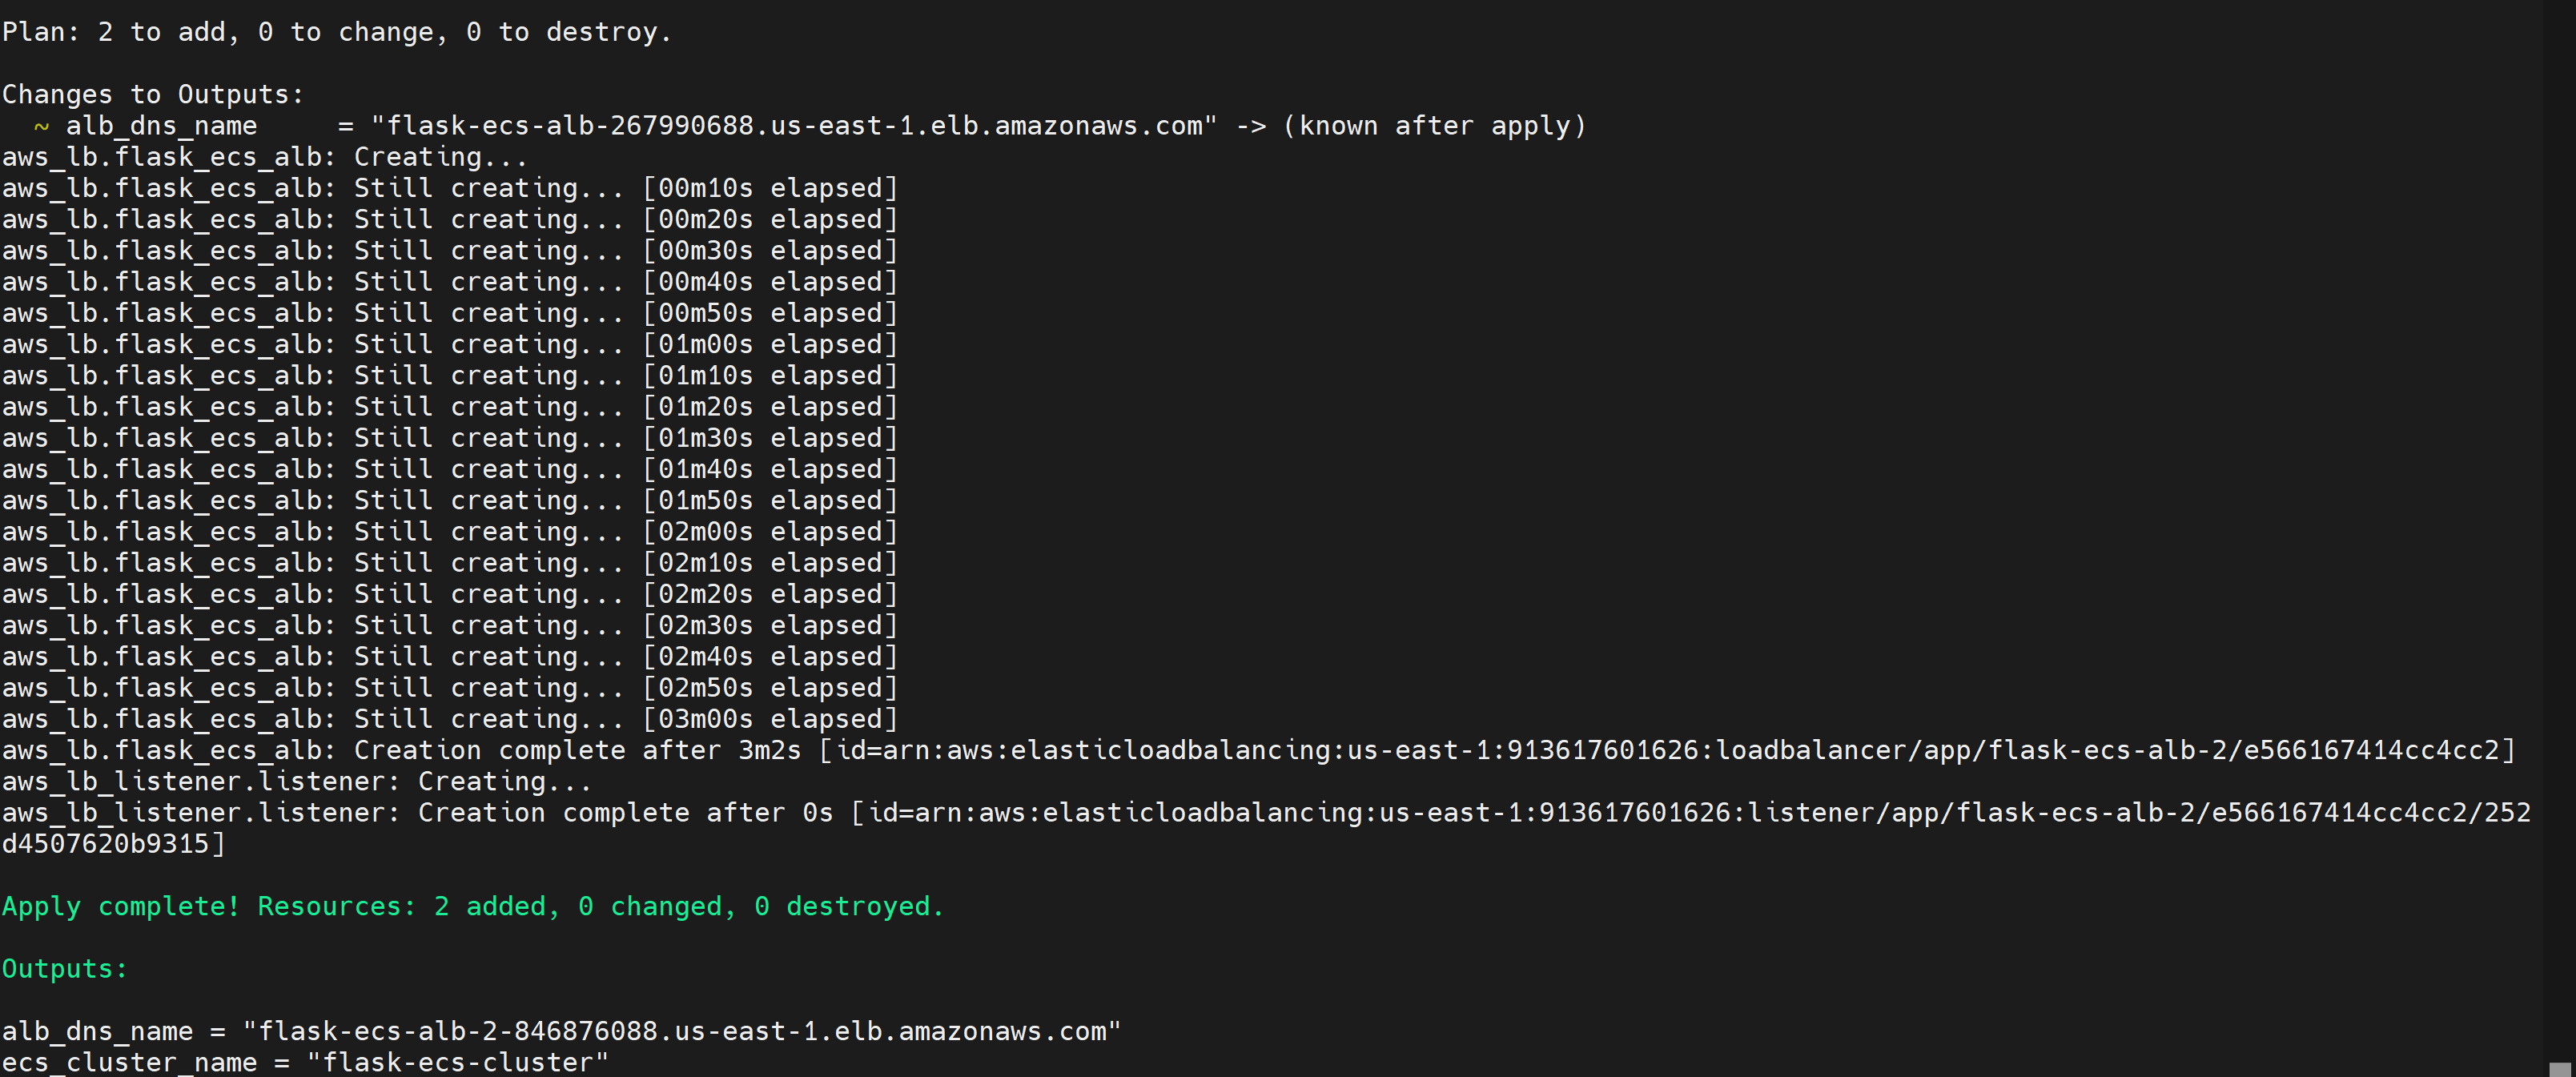 Plan: 2 to add, 0 to change, 0 to destroy.
Changes to Outputs:
  ~ alb_dns_name     = "flask-ecs-alb-267990688.us-east-1.elb.amazonaws.com" -> (known after apply)
aws_lb.flask_ecs_alb: Creating...
aws_lb.flask_ecs_alb: Still creating... [00m10s elapsed]
aws_lb.flask_ecs_alb: Still creating... [00m20s elapsed]
aws_lb.flask_ecs_alb: Still creating... [00m30s elapsed]
aws_lb.flask_ecs_alb: Still creating... [00m40s elapsed]
aws_lb.flask_ecs_alb: Still creating... [00m50s elapsed]
aws_lb.flask_ecs_alb: Still creating... [01m00s elapsed]
aws_lb.flask_ecs_alb: Still creating... [01m10s elapsed]
aws_lb.flask_ecs_alb: Still creating... [01m20s elapsed]
aws_lb.flask_ecs_alb: Still creating... [01m30s elapsed]
aws_lb.flask_ecs_alb: Still creating... [01m40s elapsed]
aws_lb.flask_ecs_alb: Still creating... [01m50s elapsed]
aws_lb.flask_ecs_alb: Still creating... [02m00s elapsed]
aws_lb.flask_ecs_alb: Still creating... [02m10s elapsed]
aws_lb.flask_ecs_alb: Still creating... [02m20s elapsed]
aws_lb.flask_ecs_alb: Still creating... [02m30s elapsed]
aws_lb.flask_ecs_alb: Still creating... [02m40s elapsed]
aws_lb.flask_ecs_alb: Still creating... [02m50s elapsed]
aws_lb.flask_ecs_alb: Still creating... [03m00s elapsed]
aws_lb.flask_ecs_alb: Creation complete after 3m2s [id=arn:aws:elasticloadbalancing:us-east-1:913617601626:loadbalancer/app/flask-ecs-alb-2/e566167414cc4cc2]
aws_lb_listener.listener: Creating...
aws_lb_listener.listener: Creation complete after 0s [id=arn:aws:elasticloadbalancing:us-east-1:913617601626:listener/app/flask-ecs-alb-2/e566167414cc4cc2/252
d4507620b9315]
Apply complete! Resources: 2 added, 0 changed, 0 destroyed.
Outputs:
alb_dns_name = "flask-ecs-alb-2-846876088.us-east-1.elb.amazonaws.com"
ecs_cluster_name = "flask-ecs-cluster"